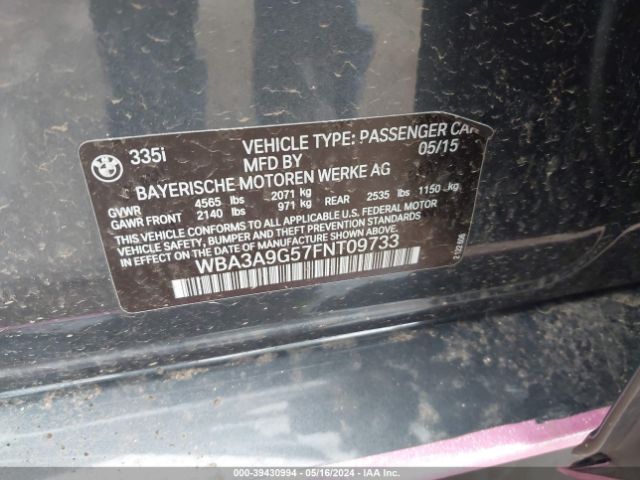 335i
VEHICLE TYPE: PASSENGER CAR
MFD BY 05/15
BAYERISCHE MOTOREN WERKE AG
GVWR 4565 lbs 2071 kg
GAWR FRONT 2140 lbs 971 kg REAR 2535 lbs 1150 kg
THIS VEHICLE CONFORMS TO ALL APPLICABLE U.S. FEDERAL MOTOR
VEHICLE SAFETY, BUMPER AND THEFT PREVENTION STANDARDS
IN EFFECT ON THE DATE OF MANUFACTURE SHOWN ABOVE.
WBA3A9G57FNT09733
000-39430994 - 05/16/2024 - IAA Inc.